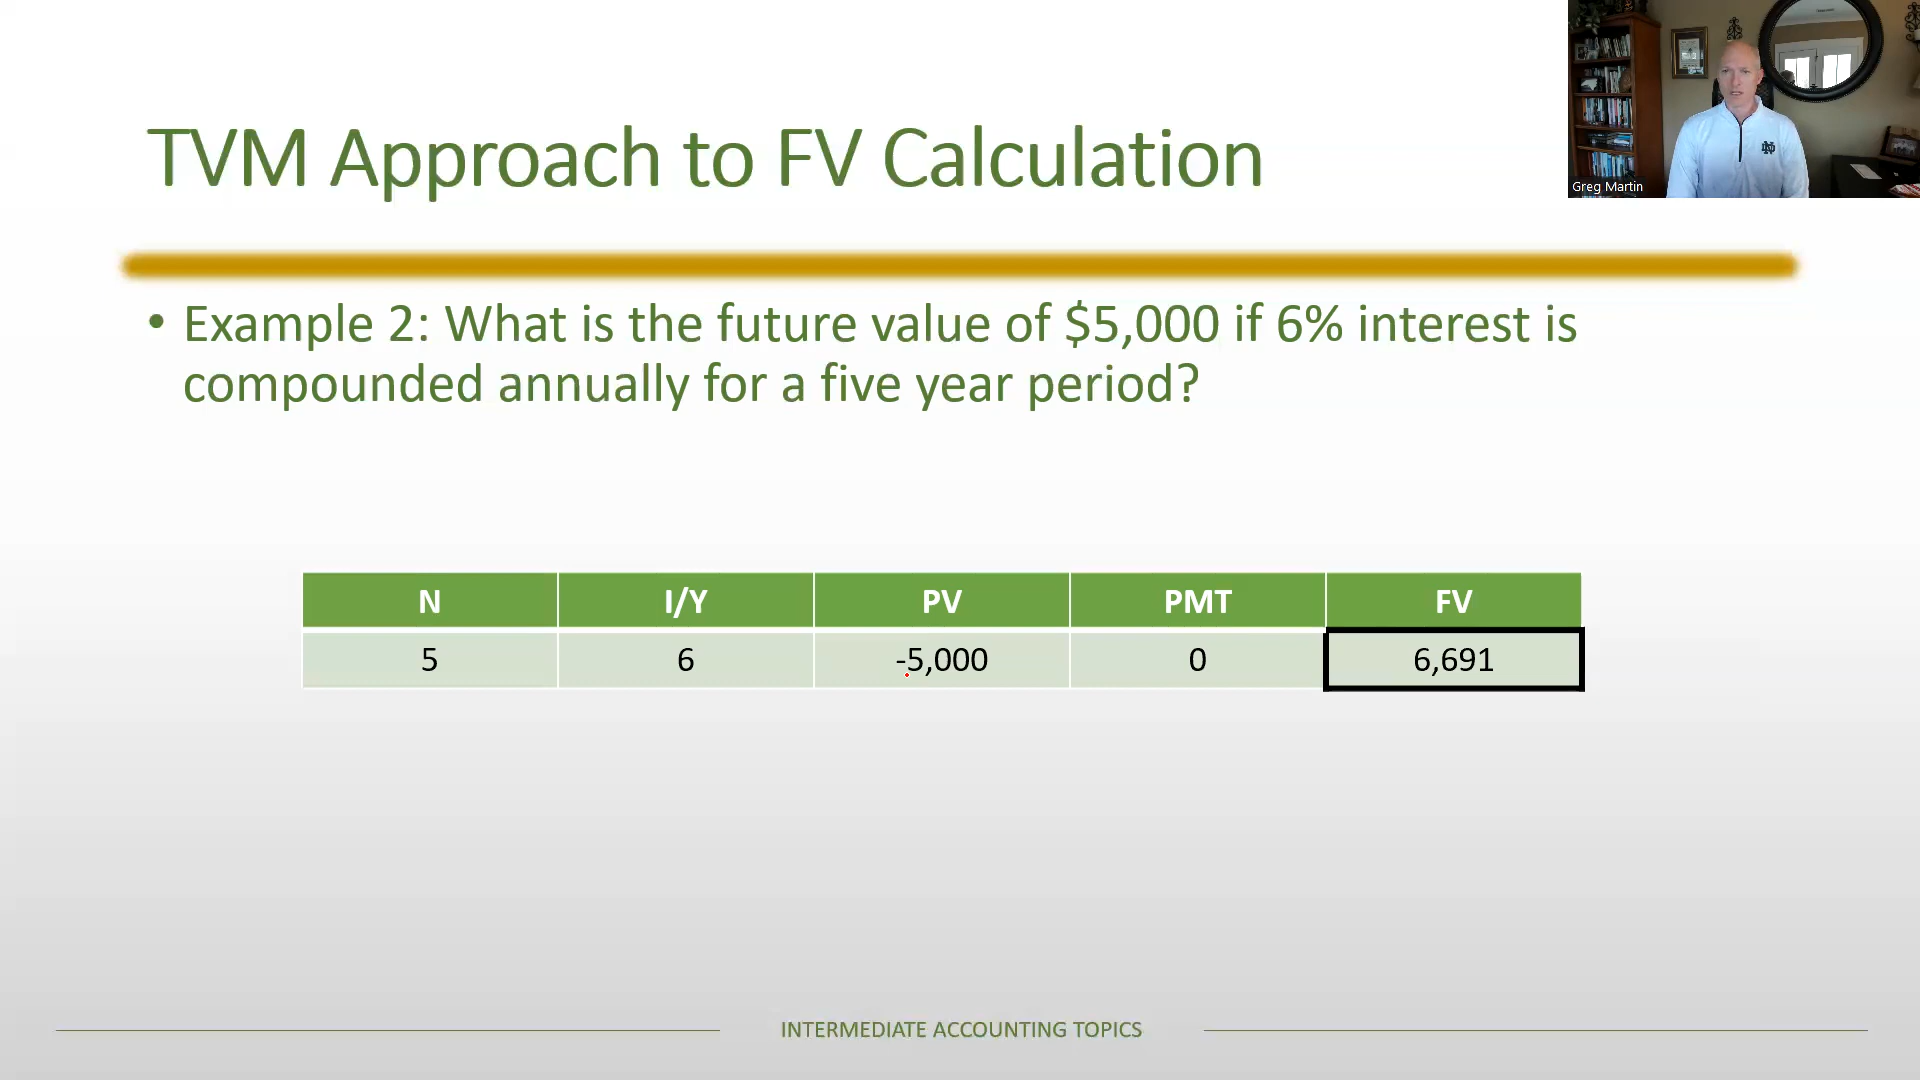 TVM Approach to FV Calculation
Greg Martin
• Example 2: What is the future value of $5,000 if 6% interest is
compounded annually for a five year period?
N I/Y PV PMT FV
5 6 -5,000 0 6,691
INTERMEDIATE ACCOUNTING TOPICS